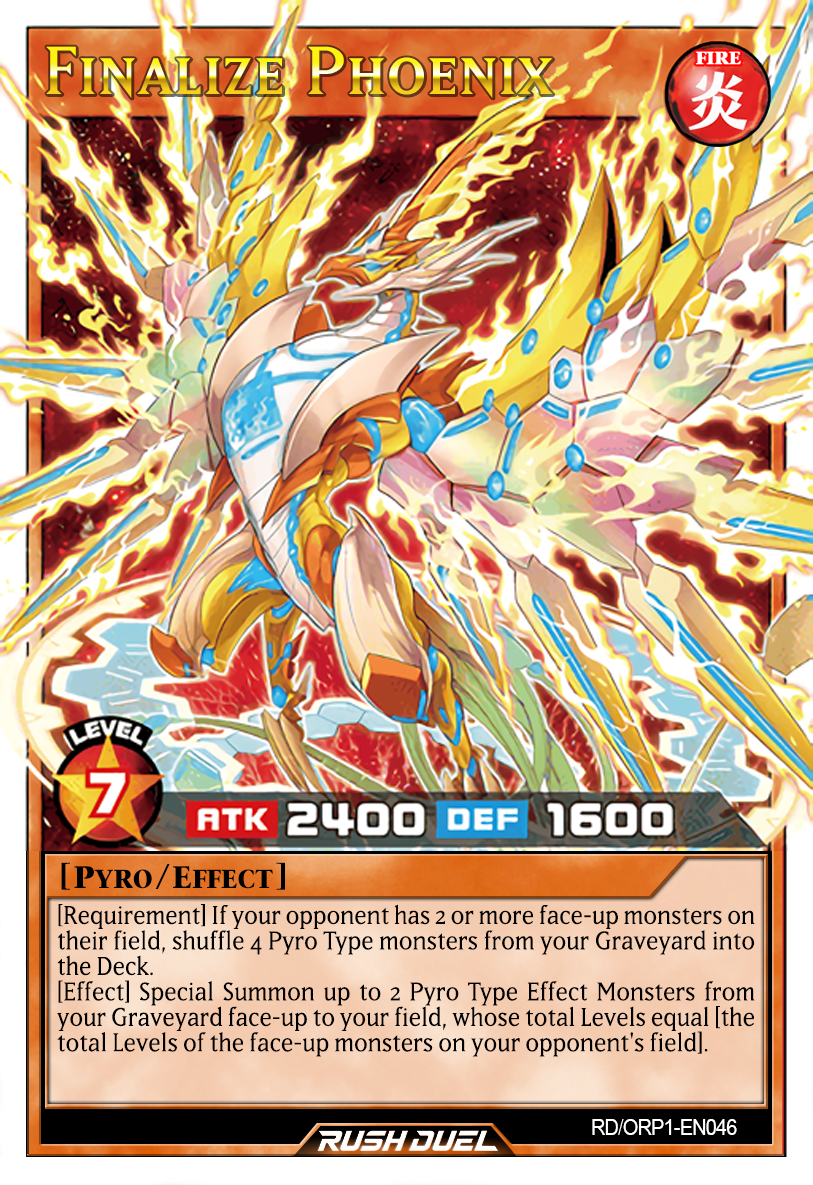 Finalize Phoenix
FIRE
炎
LEVEL
7
ATK 2400 DEF 1600
[Pyro/Effect]
[Requirement] If your opponent has 2 or more face-up monsters on
their field, shuffle 4 Pyro Type monsters from your Graveyard into
the Deck.
[Effect] Special Summon up to 2 Pyro Type Effect Monsters from
your Graveyard face-up to your field, whose total Levels equal [the
total Levels of the face-up monsters on your opponent's field].
RD/ORP1-EN046
RUSH DUEL